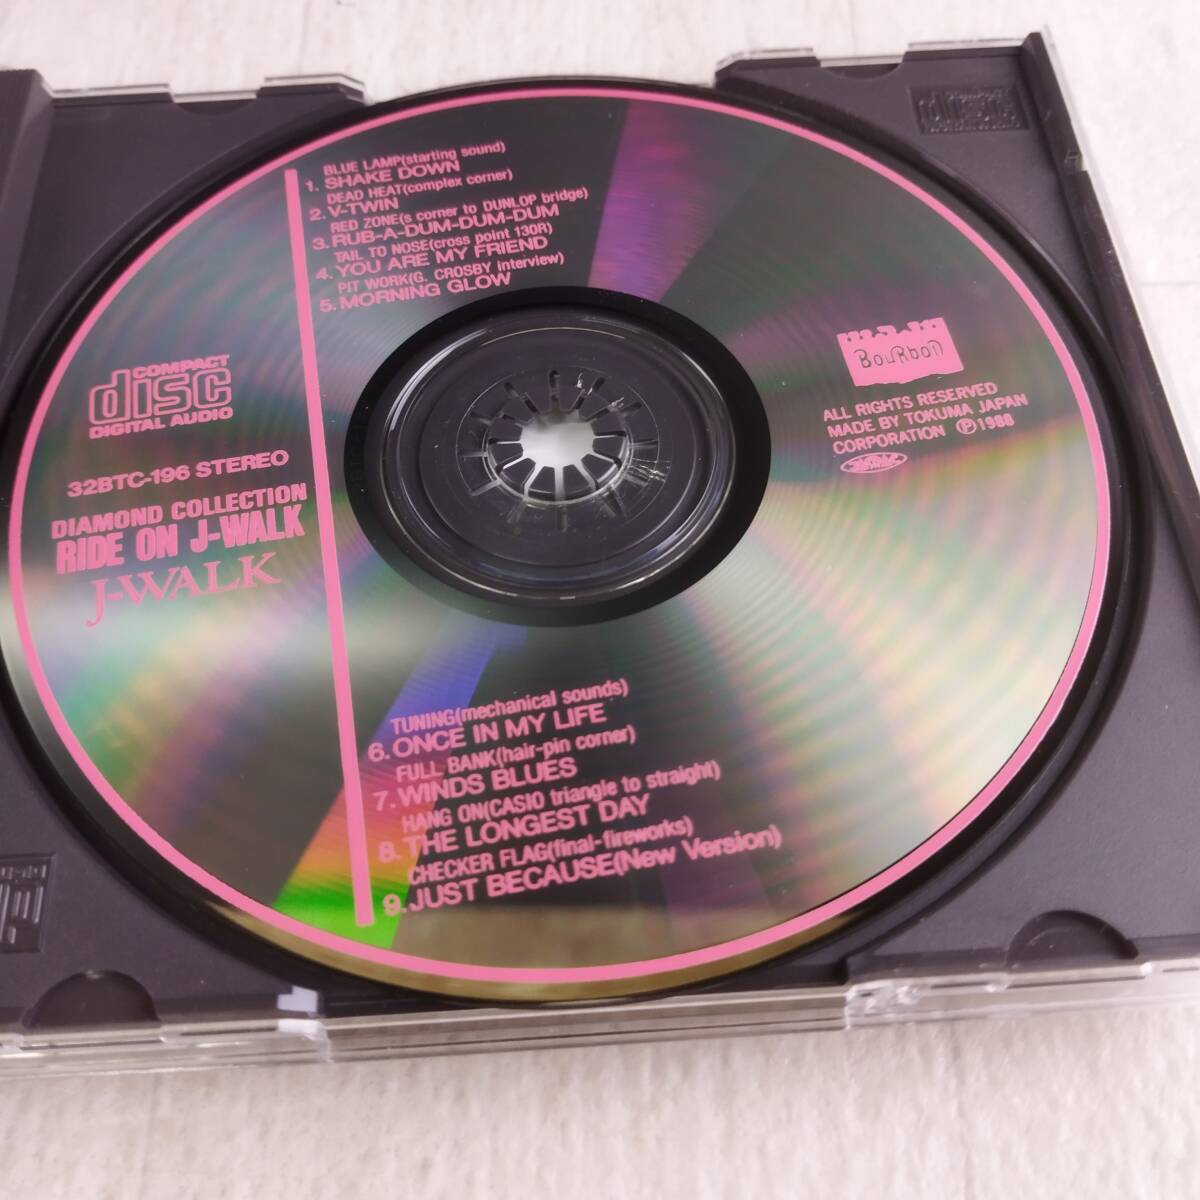 BLUE LAMP(starting sound)
1. SHAKE DOWN
DEAD HEAT(complex corner)
2. V-TWIN
RED ZONE(s corner to DUNLOP bridge)
3. RUB-A-DUM-DUM-DUM
TAIL TO NOSE(cross point 130R)
4. YOU ARE MY FRIEND
PIT WORK(G. CROSBY interview)
5. MORNING GLOW
COMPACT
disc
DIGITAL AUDIO
32BTC-196 STEREO
DIAMOND COLLECTION
RIDE ON J-WALK
J-WALK
BouRbon
ALL RIGHTS RESERVED
MADE BY TOKUMA JAPAN
CORPORATION Ⓟ1988
TUNING(mechanical sounds)
6. ONCE IN MY LIFE
FULL BANK(hair-pin corner)
7. WINDS BLUES
HANG ON(CASIO triangle to straight)
8. THE LONGEST DAY
CHECKER FLAG(final-fireworks)
9. JUST BECAUSE(New Version)
COMPACT
disc